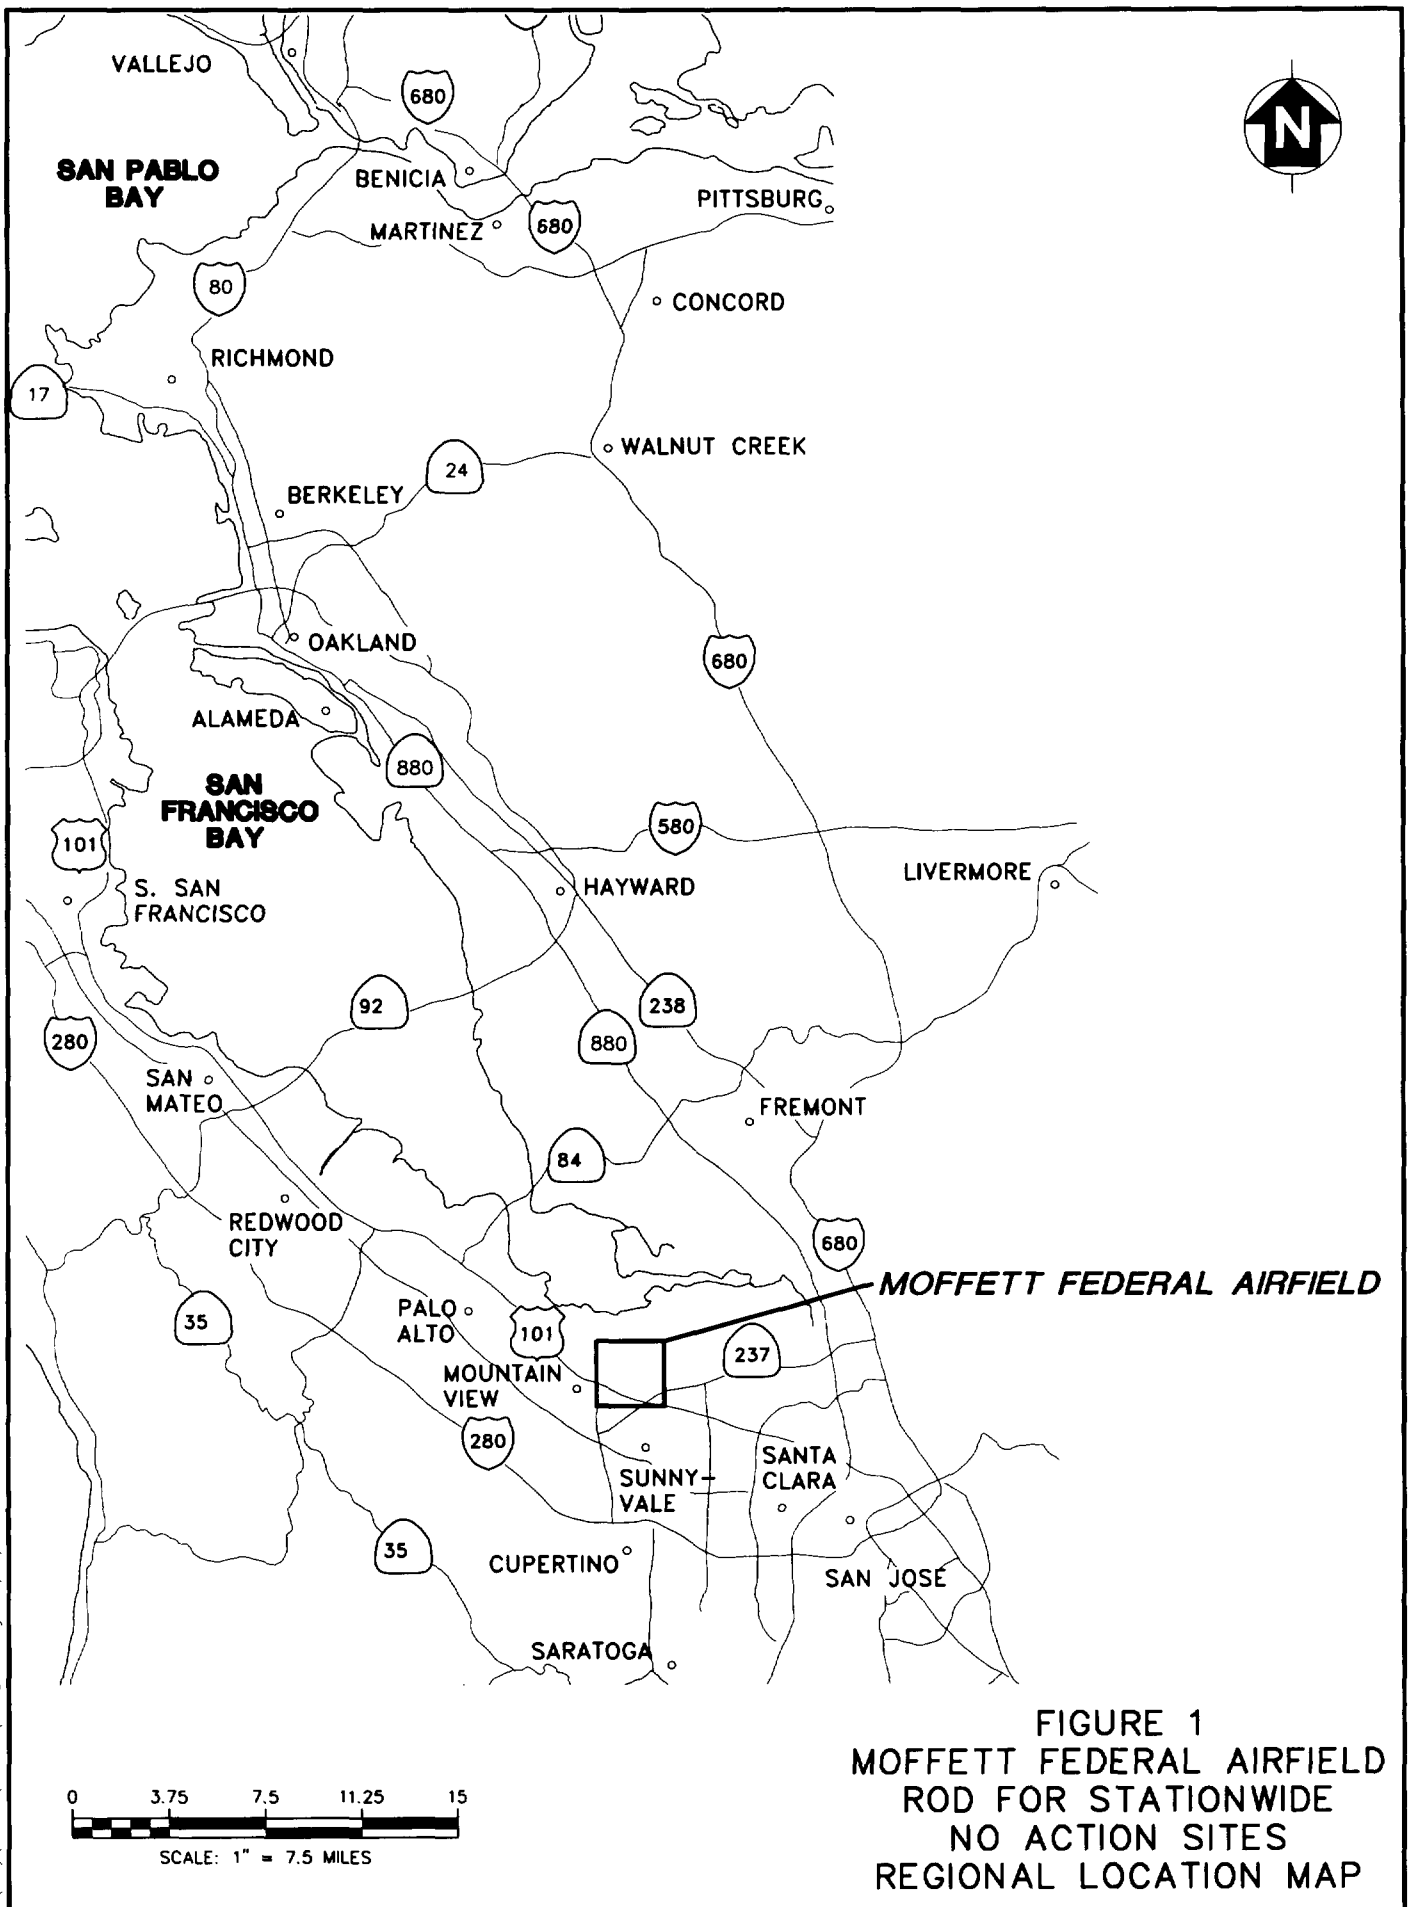 VALLEJO
680
N
SAN PABLO
BAY
BENICIA
PITTSBURG
MARTINEZ
680
80
CONCORD
RICHMOND
17
WALNUT CREEK
24
BERKELEY
OAKLAND
680
ALAMEDA
880
SAN
FRANCISCO
BAY
580
101
LIVERMORE
S. SAN
FRANCISCO
HAYWARD
92
238
280
880
SAN
MATEO
FREMONT
84
REDWOOD
CITY
680
MOFFETT FEDERAL AIRFIELD
35
PALO
ALTO
101
237
MOUNTAIN
VIEW
280
SANTA
CLARA
SUNNY-
VALE
35
CUPERTINO
SAN JOSE
SARATOGA
FIGURE 1
MOFFETT FEDERAL AIRFIELD
ROD FOR STATIONWIDE
NO ACTION SITES
REGIONAL LOCATION MAP
0 3.75 7.5 11.25 15
SCALE: 1" = 7.5 MILES